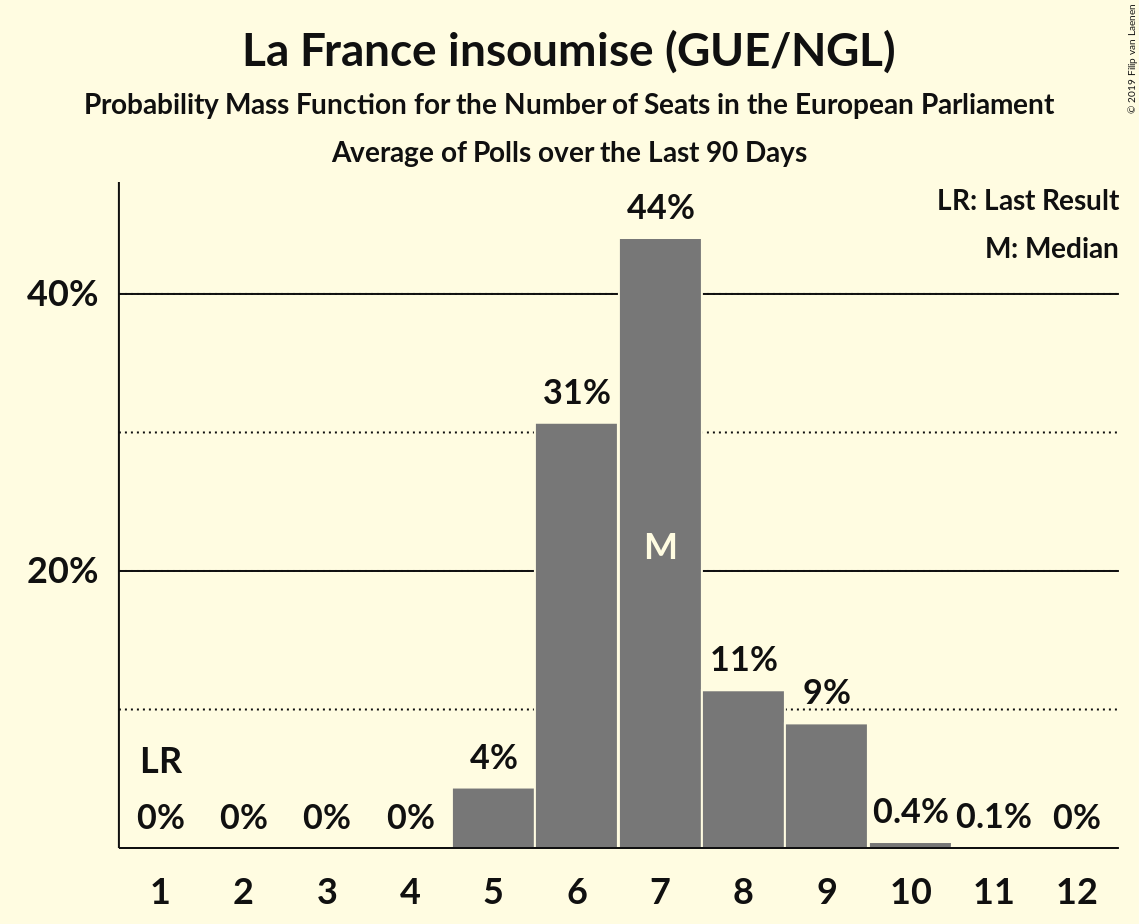 La France insoumise (GUE/NGL)
Probability Mass Function for the Number of Seats in the European Parliament
Average of Polls over the Last 90 Days
© 2019 Filip van Laenen
LR: Last Result
M: Median
44%
40%
31%
M
20%
11%
9%
LR
4%
0% 0% 0% 0% 0.4% 0.1% 0%
1 2 3 4 5 6 7 8 9 10 11 12